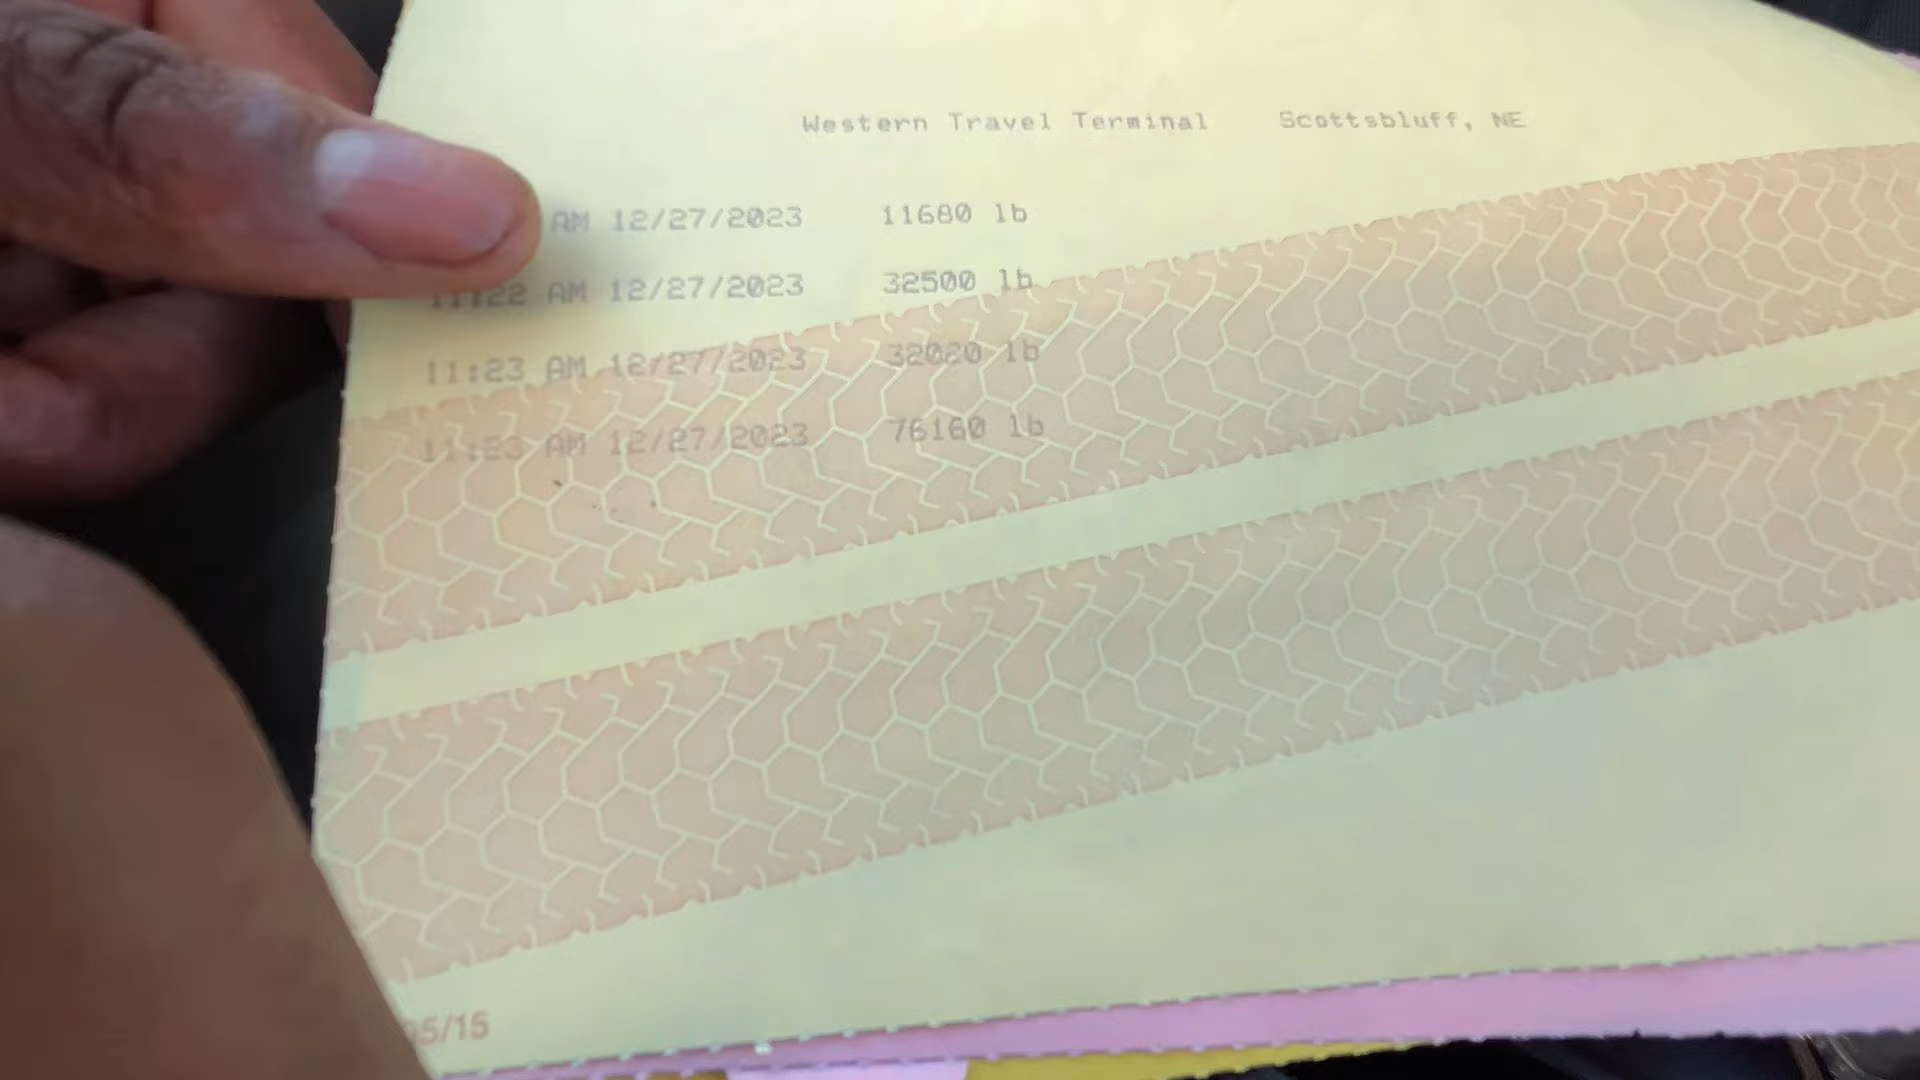 Western Travel Terminal Scottsbluff, NE
AM 12/27/2023 11680 lb
11:22 AM 12/27/2023 32500 lb
11:23 AM 12/27/2023 32020 lb
11:23 AM 12/27/2023 76160 lb
05/15